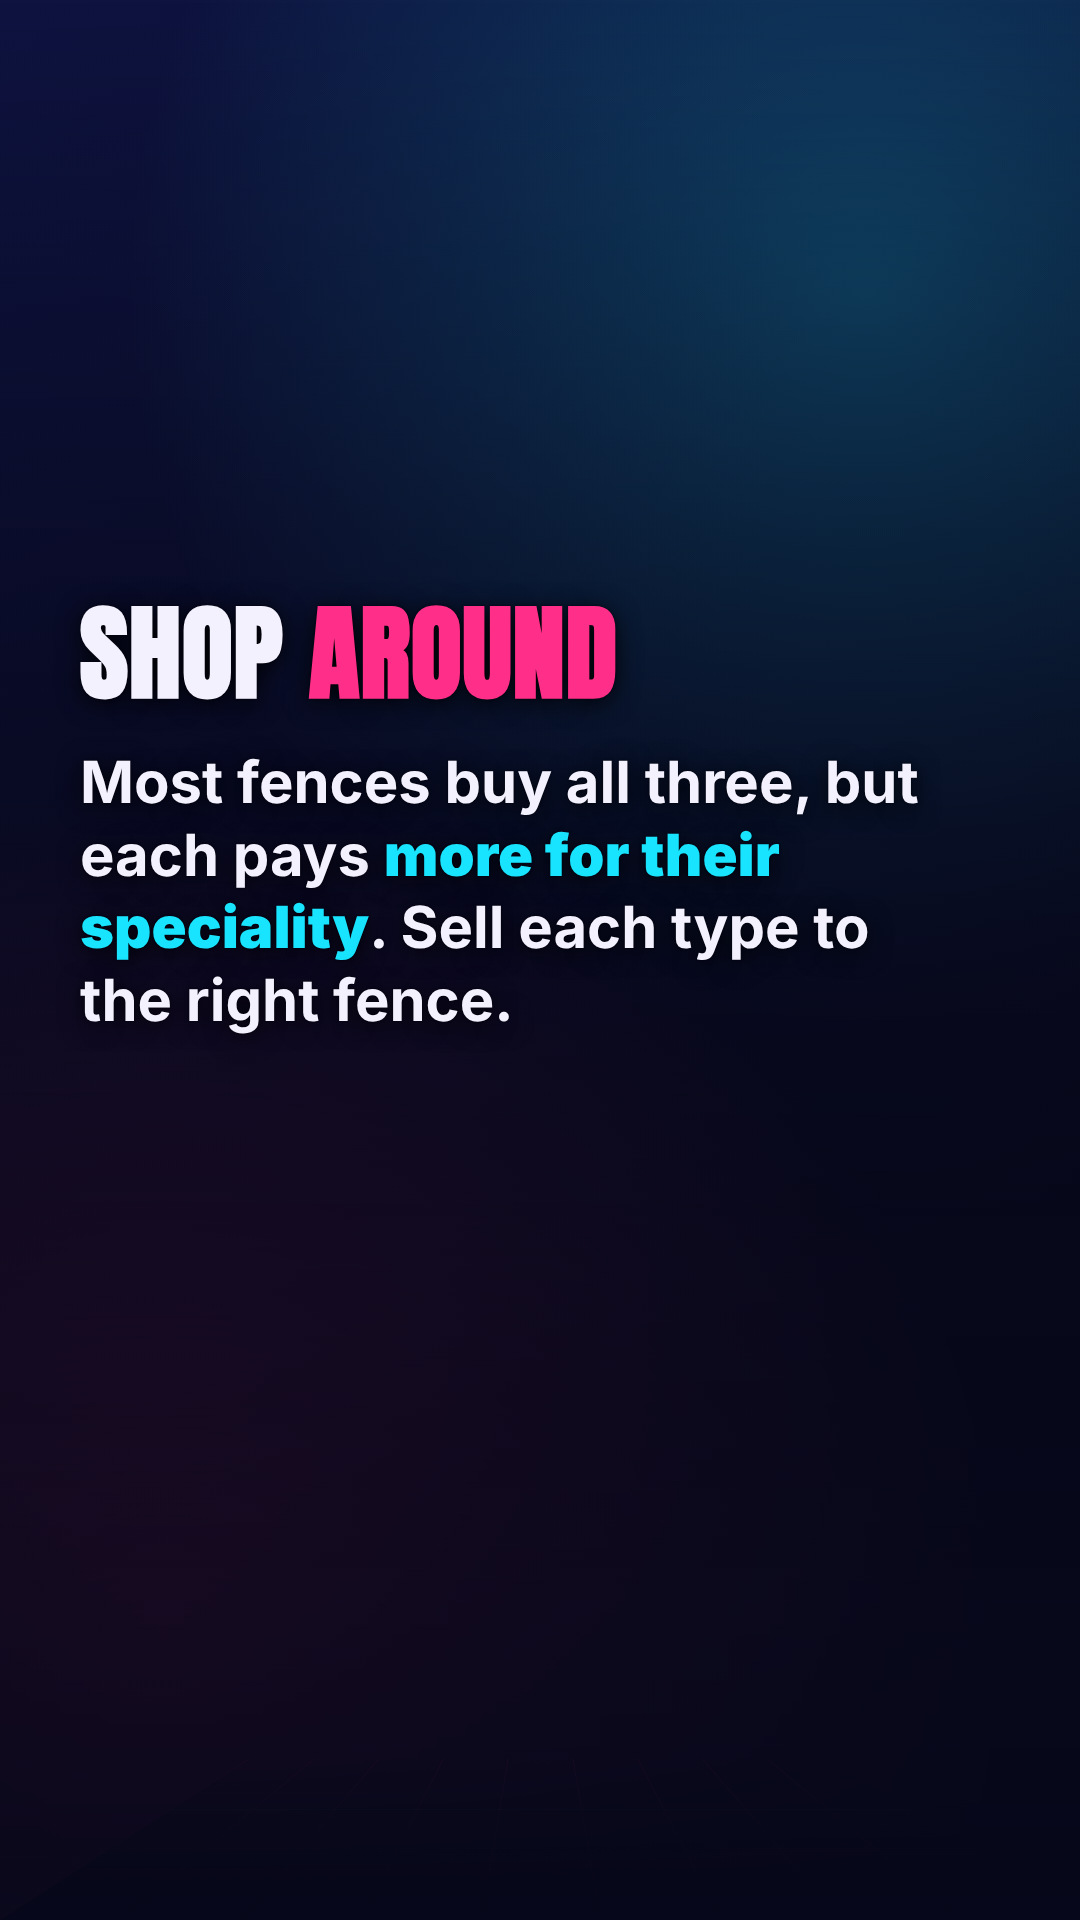 SHOP AROUND
Most fences buy all three, but
each pays more for their
speciality. Sell each type to
the right fence.